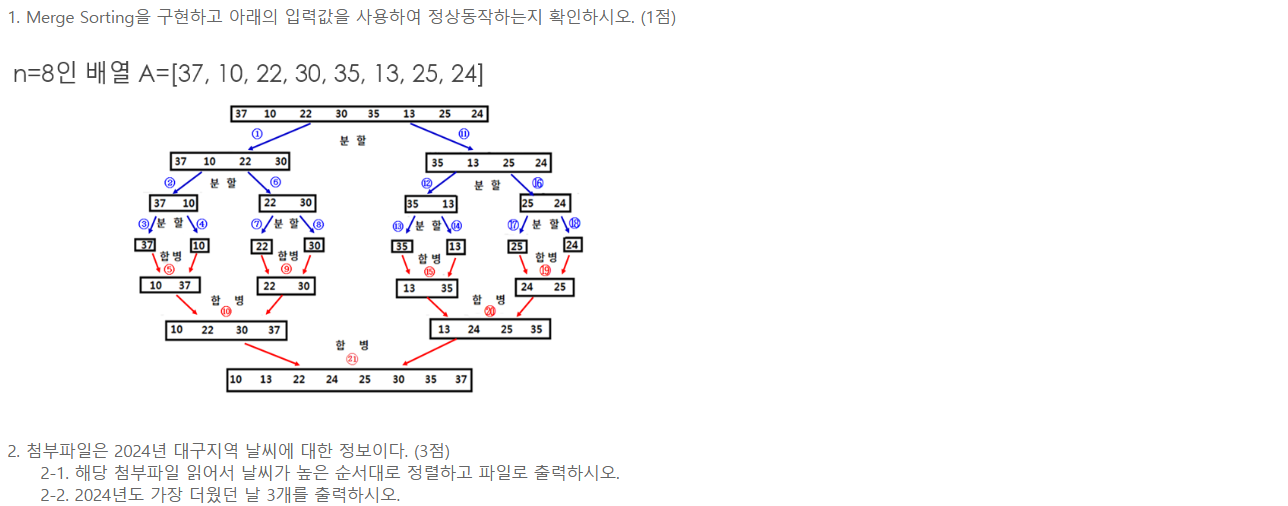 1. Merge Sorting을 구현하고 아래의 입력값을 사용하여 정상동작하는지 확인하시오. (1점)
n=8인 배열 A=[37, 10, 22, 30, 35, 13, 25, 24]
37 10 22 30 35 13 25 24
① 분 할 ⑪
37 10 22 30 35 13 25 24
② 분 할 ⑥ ⑫ 분 할 ⑯
37 10 22 30 35 13 25 24
③ 분 할 ④ ⑦ 분 할 ⑧ ⑬ 분 할 ⑭ ⑰ 분 할 ⑱
37 10 22 30 35 13 25 24
합병 합병 합병 합병
⑤ ⑨ ⑮ ⑲
10 37 22 30 13 35 24 25
합 병 합 병
⑩ ⑳
10 22 30 37 13 24 25 35
합 병
㉑
10 13 22 24 25 30 35 37
2. 첨부파일은 2024년 대구지역 날씨에 대한 정보이다. (3점)
2-1. 해당 첨부파일 읽어서 날씨가 높은 순서대로 정렬하고 파일로 출력하시오.
2-2. 2024년도 가장 더웠던 날 3개를 출력하시오.